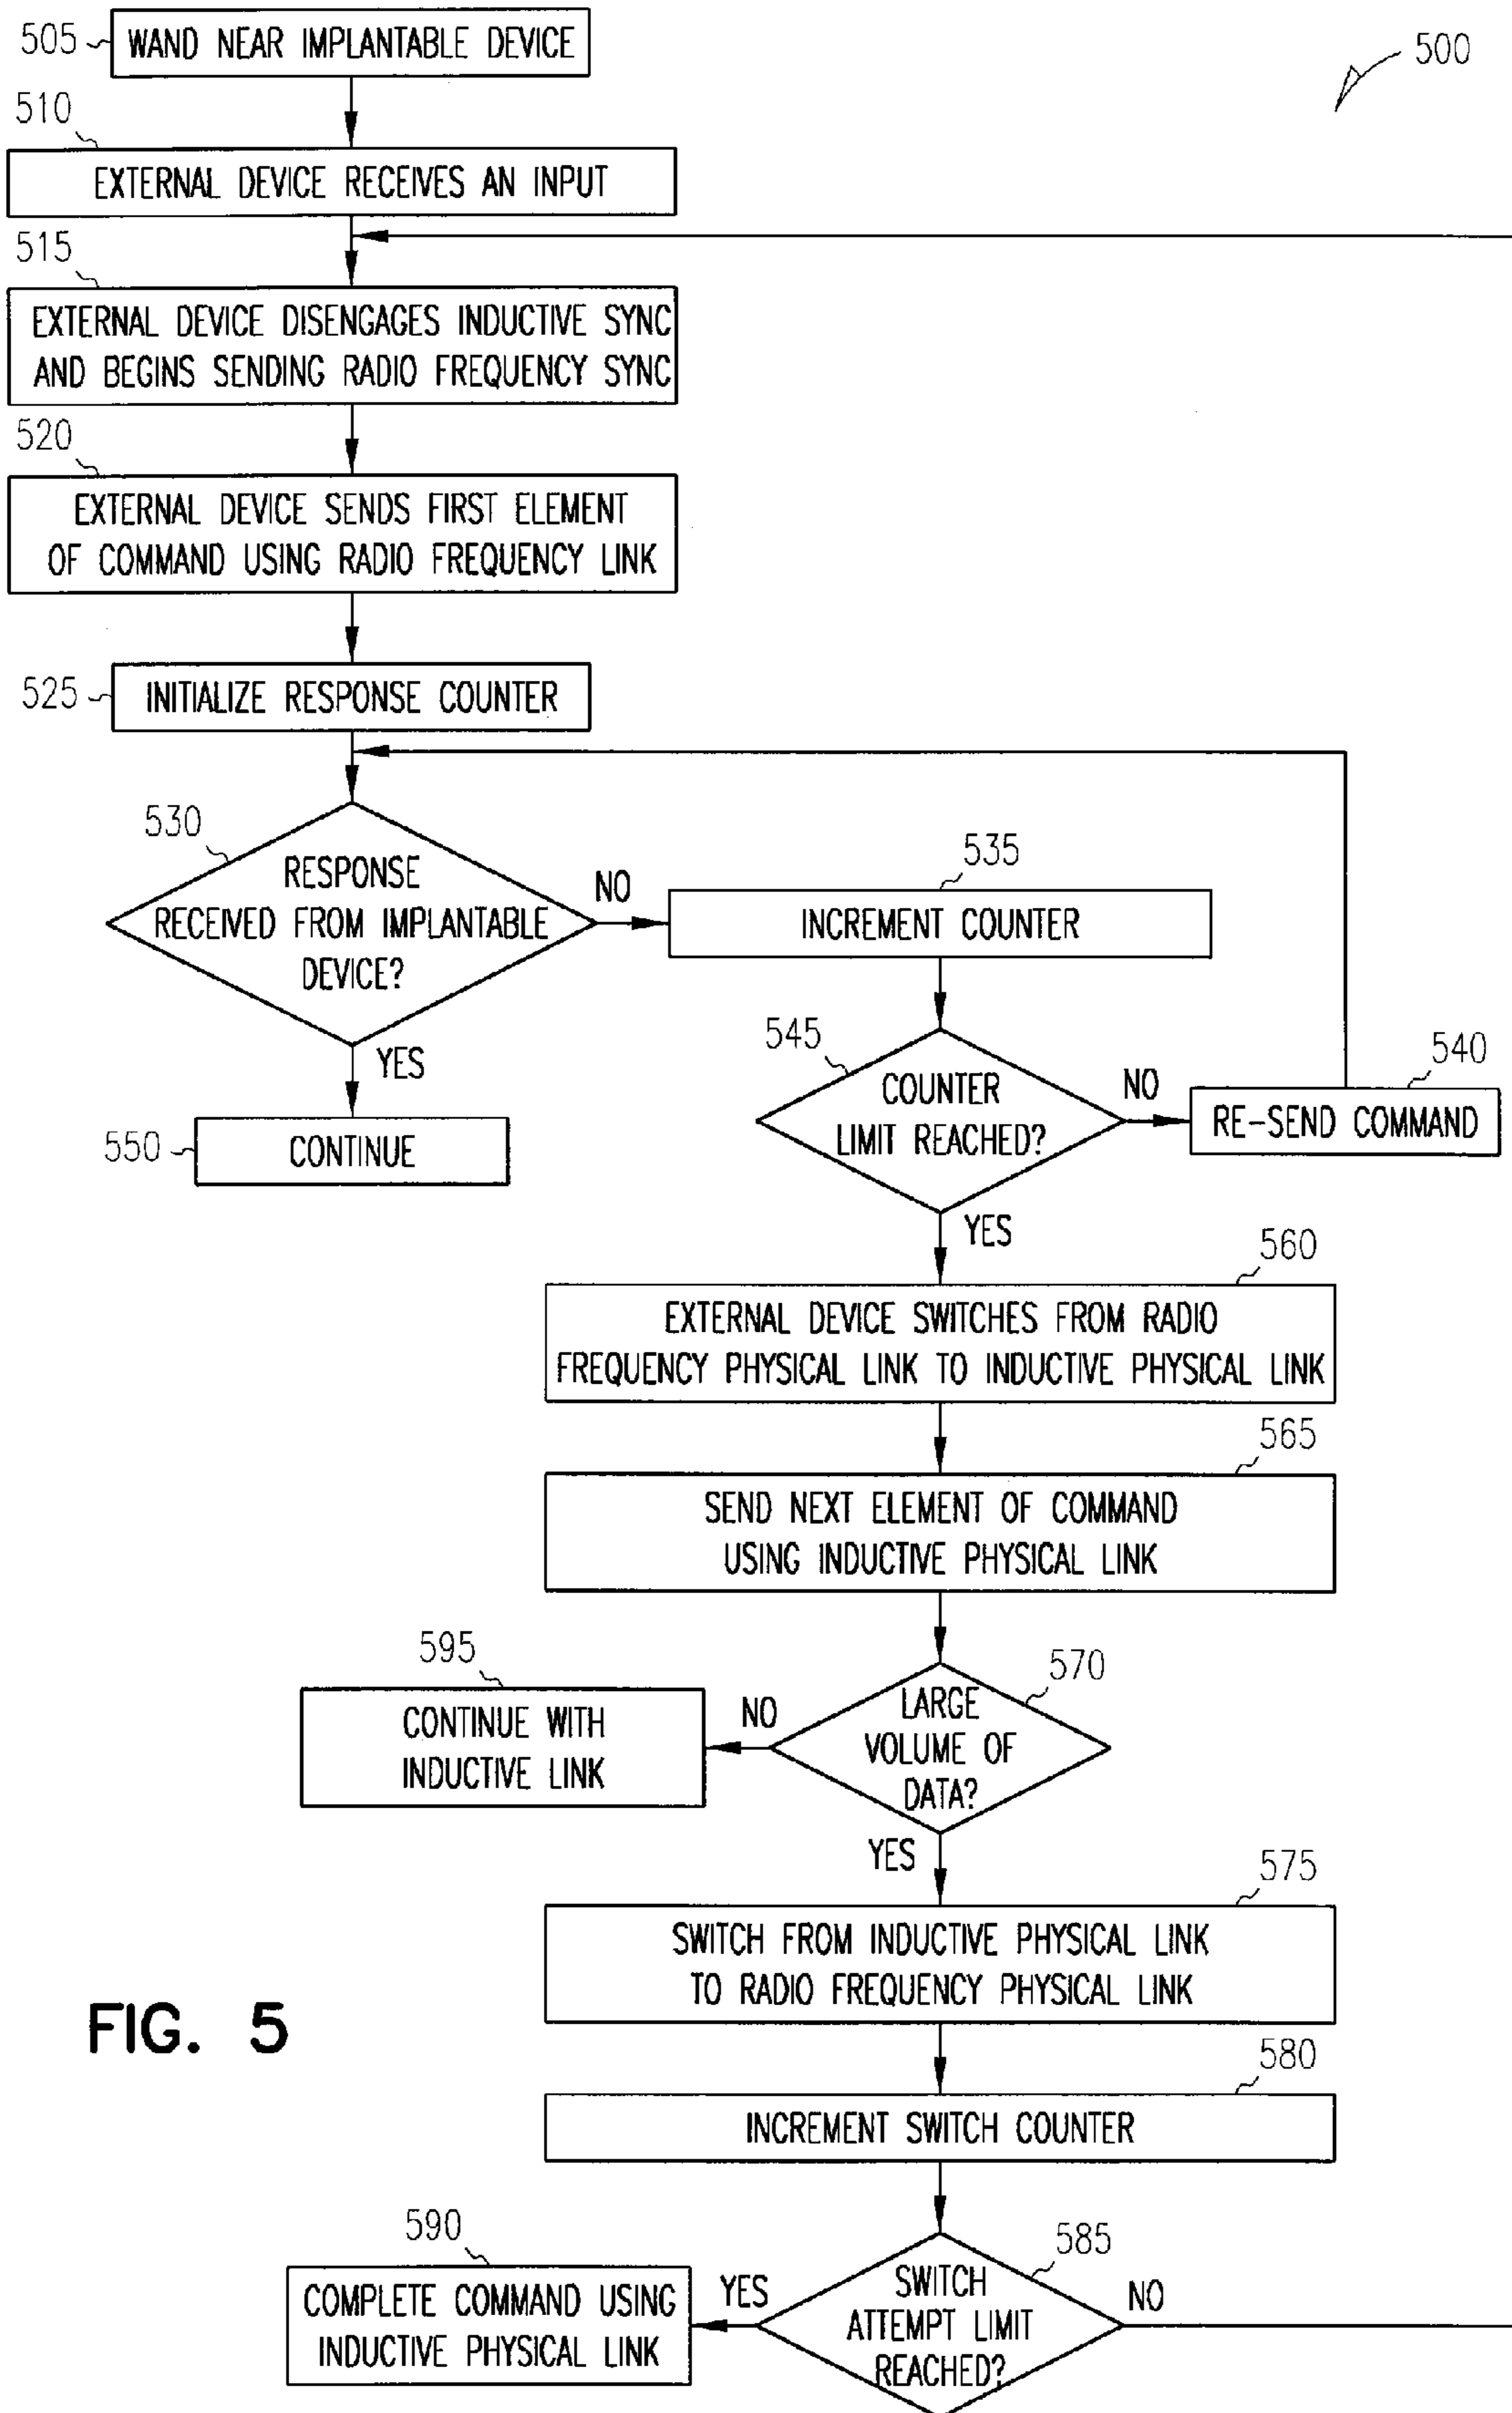 500
505
WAND NEAR IMPLANTABLE DEVICE
510
EXTERNAL DEVICE RECEIVES AN INPUT
515
EXTERNAL DEVICE DISENGAGES INDUCTIVE SYNC
AND BEGINS SENDING RADIO FREQUENCY SYNC
520
EXTERNAL DEVICE SENDS FIRST ELEMENT
OF COMMAND USING RADIO FREQUENCY LINK
525
INITIALIZE RESPONSE COUNTER
530
RESPONSE
RECEIVED FROM IMPLANTABLE
DEVICE?
NO
YES
535
INCREMENT COUNTER
545
COUNTER
LIMIT REACHED?
NO
YES
540
RE-SEND COMMAND
550
CONTINUE
560
EXTERNAL DEVICE SWITCHES FROM RADIO
FREQUENCY PHYSICAL LINK TO INDUCTIVE PHYSICAL LINK
565
SEND NEXT ELEMENT OF COMMAND
USING INDUCTIVE PHYSICAL LINK
570
LARGE
VOLUME OF
DATA?
NO
YES
595
CONTINUE WITH
INDUCTIVE LINK
575
SWITCH FROM INDUCTIVE PHYSICAL LINK
TO RADIO FREQUENCY PHYSICAL LINK
580
INCREMENT SWITCH COUNTER
585
SWITCH
ATTEMPT LIMIT
REACHED?
YES
NO
590
COMPLETE COMMAND USING
INDUCTIVE PHYSICAL LINK
FIG. 5